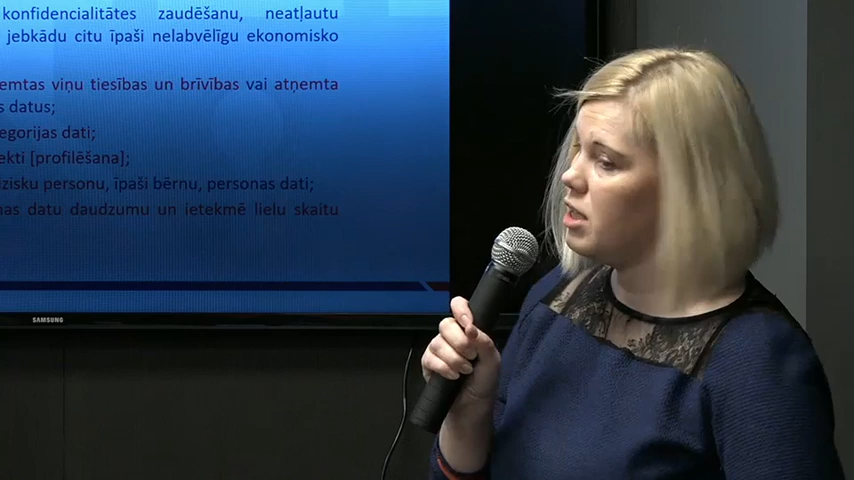 konfidencialitātes zaudēšanu, neatļautu
jebkādu citu īpaši nelabvēlīgu ekonomisko
emtas viņu tiesības un brīvības vai atņemta
s datus;
egorijas dati;
ekti [profilēšana];
zisku personu, īpaši bērnu, personas dati;
nas datu daudzumu un ietekmē lielu skaitu
SAMSUNG